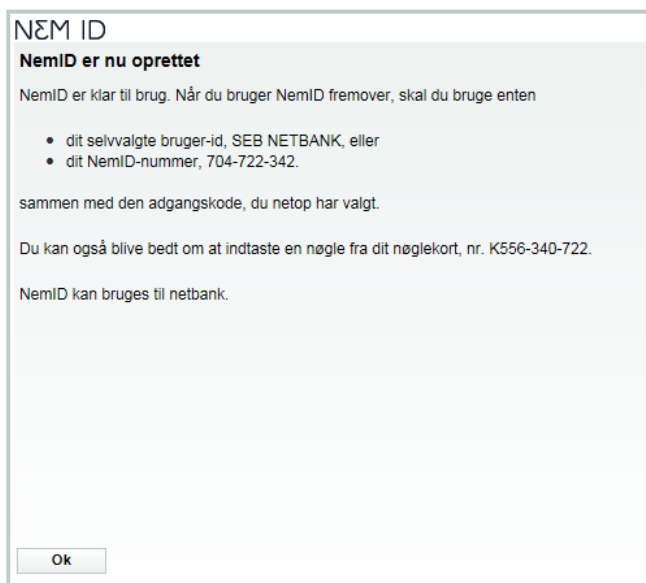 NEM ID
NemID er nu oprettet
NemID er klar til brug. Når du bruger NemID fremover, skal du bruge enten
• dit selvvalgte bruger-id, SEB NETBANK, eller
• dit NemID-nummer, 704-722-342.
sammen med den adgangskode, du netop har valgt.
Du kan også blive bedt om at indtaste en nøgle fra dit nøglekort, nr. K556-340-722.
NemID kan bruges til netbank.
Ok